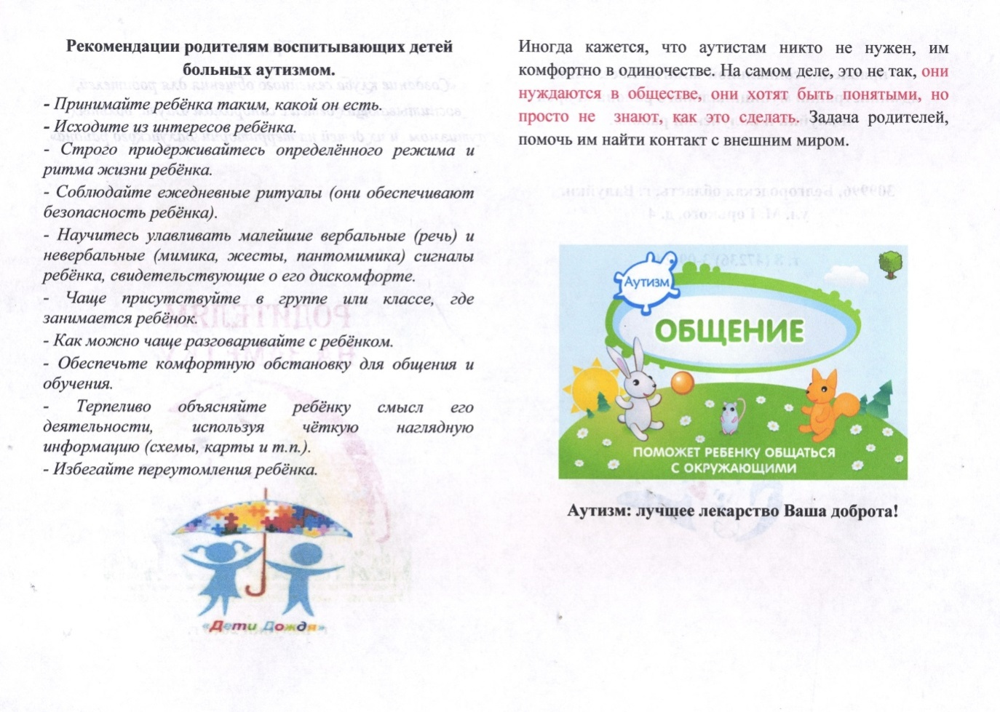 Рекомендации родителям воспитывающих детей
больных аутизмом.
- Принимайте ребёнка таким, какой он есть.
- Исходите из интересов ребёнка.
- Строго придерживайтесь определённого режима и
ритма жизни ребёнка.
- Соблюдайте ежедневные ритуалы (они обеспечивают
безопасность ребёнка).
- Научитесь улавливать малейшие вербальные (речь) и
невербальные (мимика, жесты, пантомимика) сигналы
ребёнка, свидетельствующие о его дискомфорте.
- Чаще присутствуйте в группе или классе, где
занимается ребёнок.
- Как можно чаще разговаривайте с ребёнком.
- Обеспечьте комфортную обстановку для общения и
обучения.
- Терпеливо объясняйте ребёнку смысл его
деятельности, используя чёткую наглядную
информацию (схемы, карты и т.п.).
- Избегайте переутомления ребёнка.
«Дети Дождя»
Иногда кажется, что аутистам никто не нужен, им
комфортно в одиночестве. На самом деле, это не так, они
нуждаются в обществе, они хотят быть понятыми, но
просто не знают, как это сделать. Задача родителей,
помочь им найти контакт с внешним миром.
Аутизм
ОБЩЕНИЕ
ПОМОЖЕТ РЕБЕНКУ ОБЩАТЬСЯ
С ОКРУЖАЮЩИМИ
Аутизм: лучшее лекарство Ваша доброта!